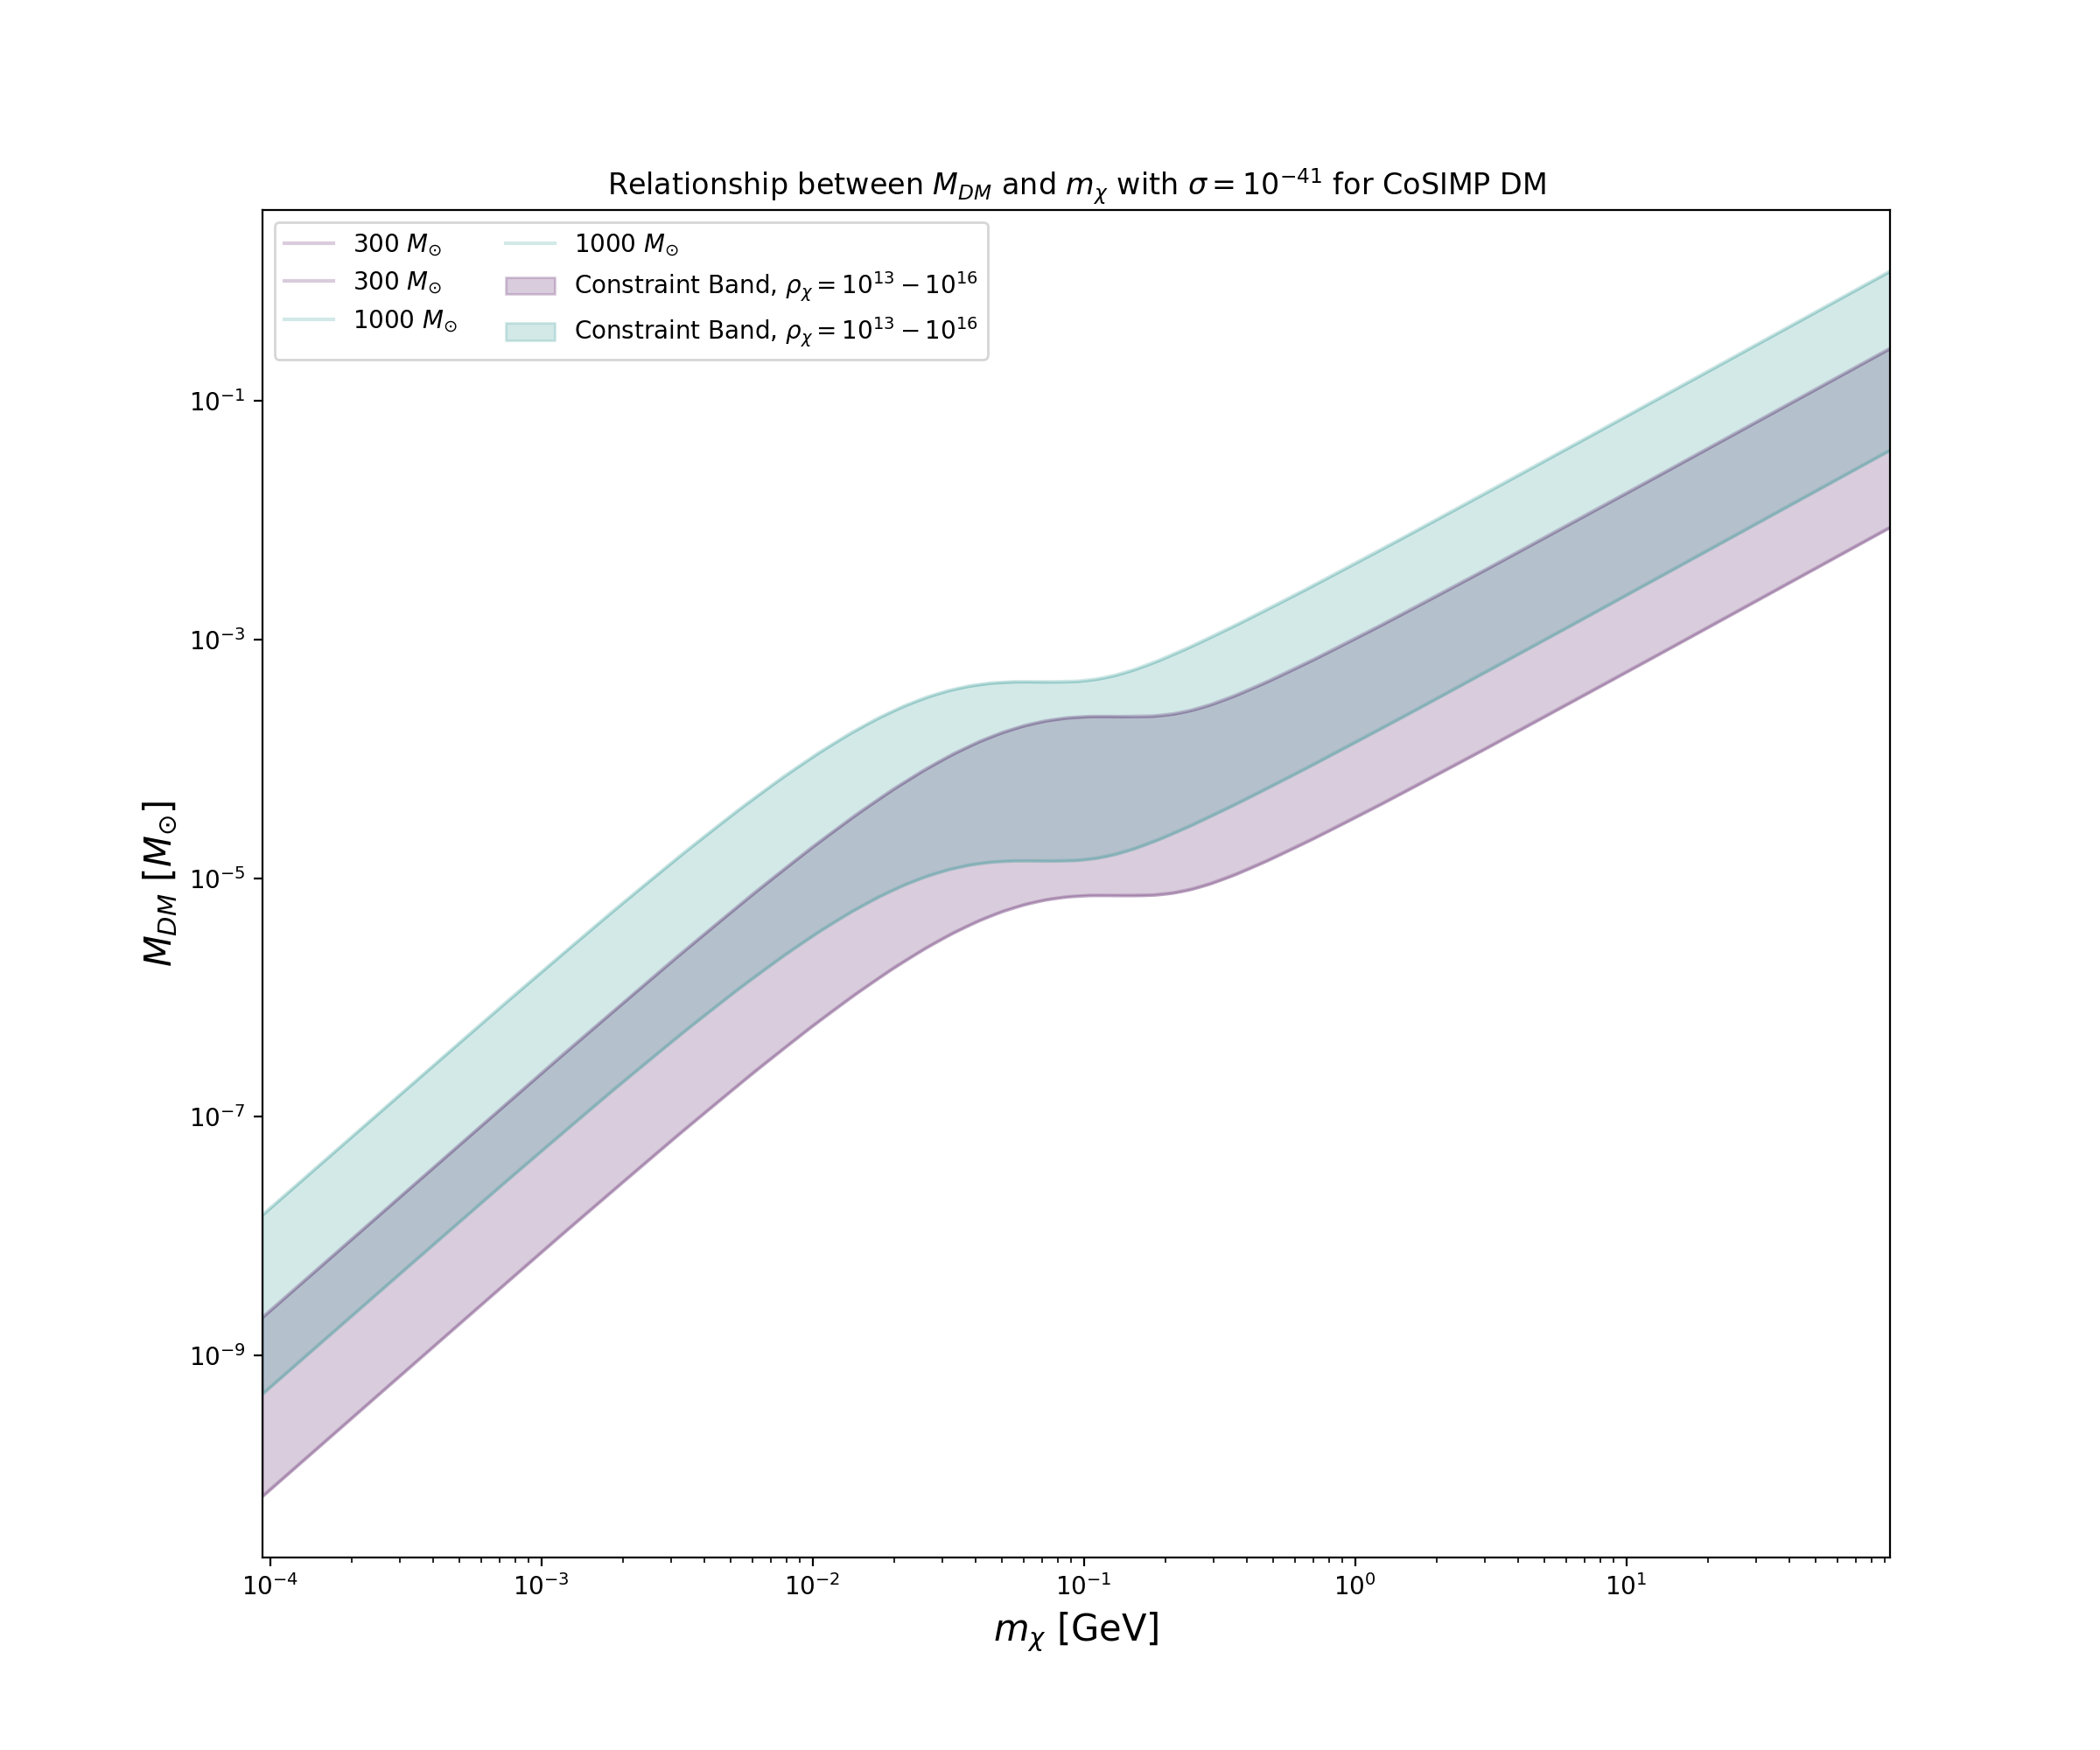 Relationship between $M_{DM}$ and $m_{\chi}$ with $\sigma = 10^{-41}$ for CoSIMP DM
300 $M_{\odot}$
300 $M_{\odot}$
1000 $M_{\odot}$
1000 $M_{\odot}$
Constraint Band, $\rho_{\chi} = 10^{13} - 10^{16}$
Constraint Band, $\rho_{\chi} = 10^{13} - 10^{16}$
$M_{DM}$ [$M_{\odot}$]
$10^{-1}$
$10^{-3}$
$10^{-5}$
$10^{-7}$
$10^{-9}$
$10^{-4}$ $10^{-3}$ $10^{-2}$ $10^{-1}$ $10^{0}$ $10^{1}$
$m_{\chi}$ [GeV]